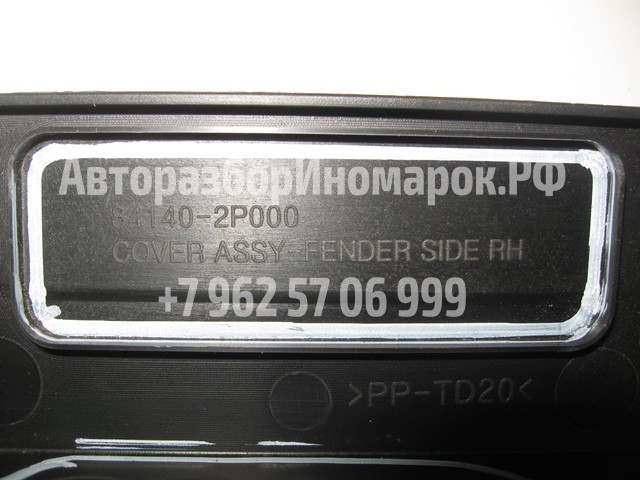 АвторазборИномарок.РФ
84140-2P000
COVER ASSY-FENDER SIDE RH
+7 962 57 06 999
>PP-TD20<